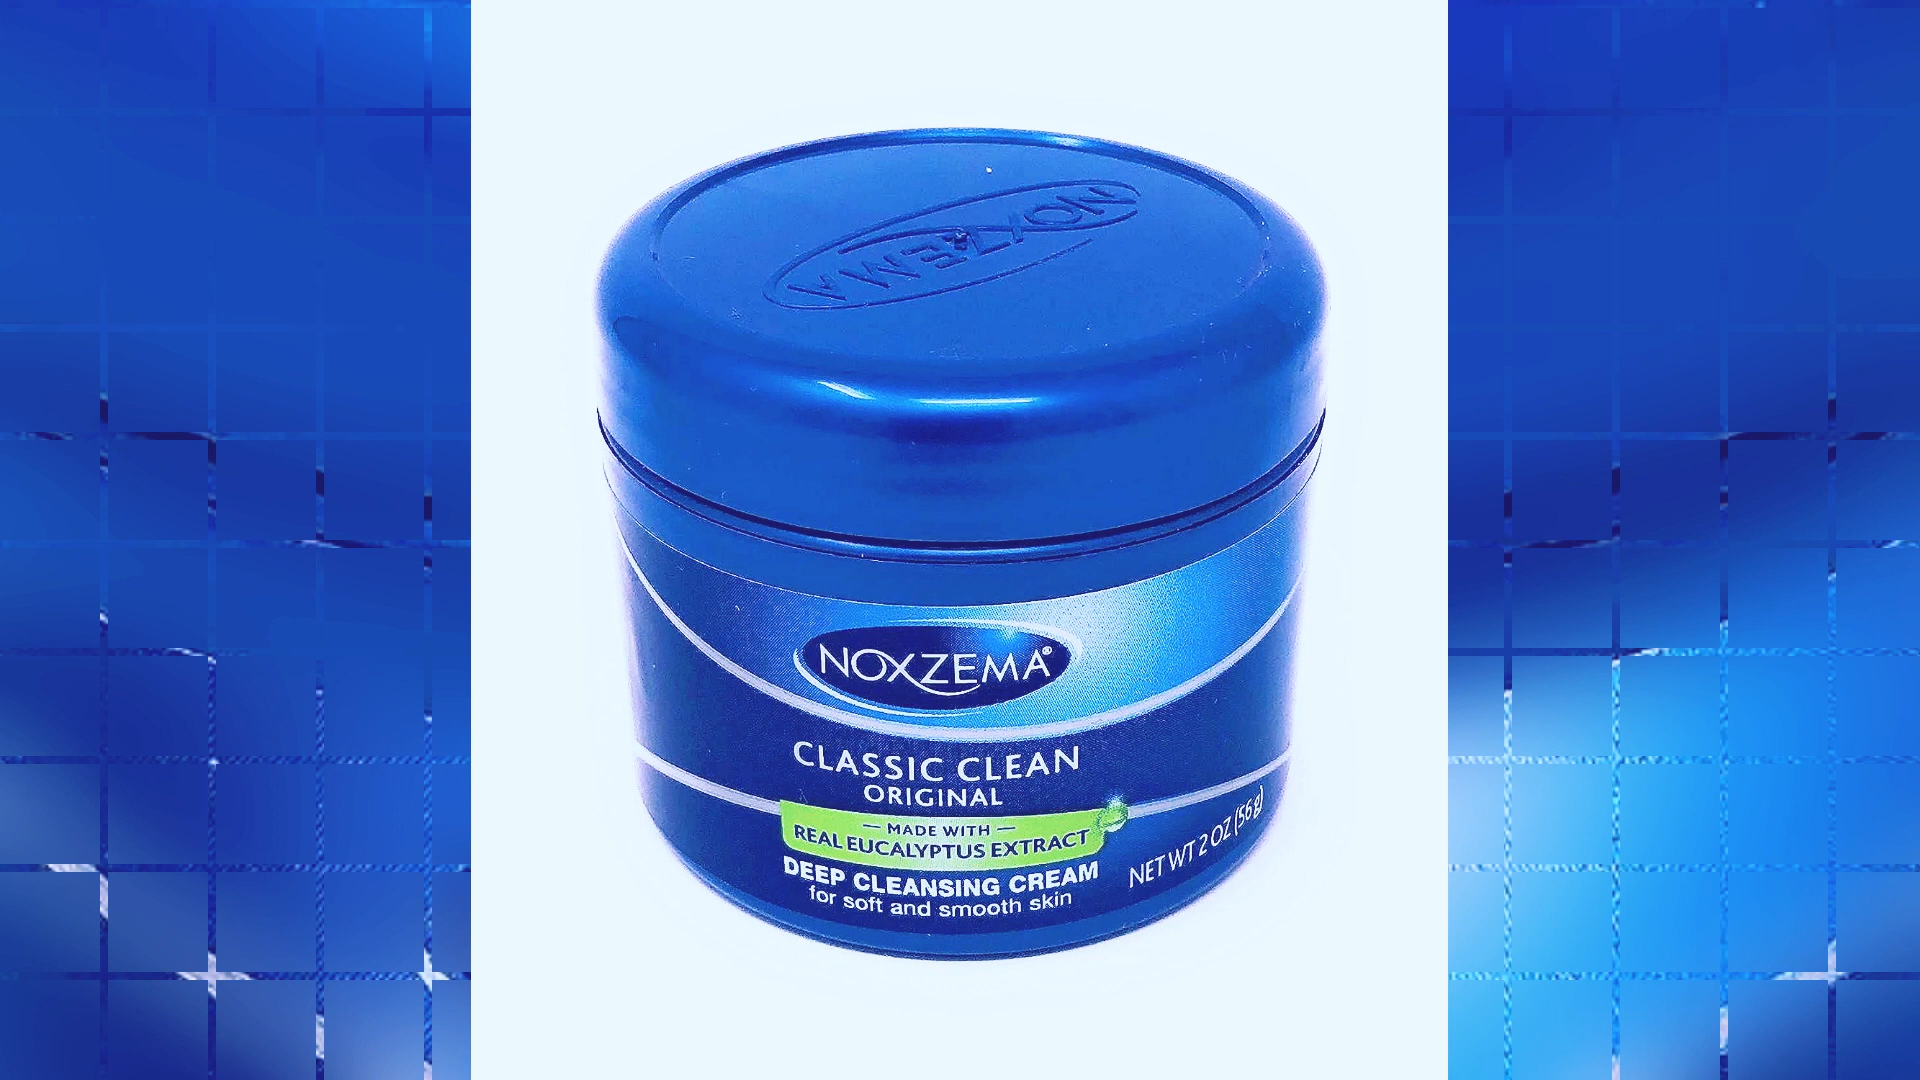 NOXZEMA
NOXZEMA®
CLASSIC CLEAN
ORIGINAL
— MADE WITH —
REAL EUCALYPTUS EXTRACT
DEEP CLEANSING CREAM
for soft and smooth skin
NET WT 2 OZ (56g)